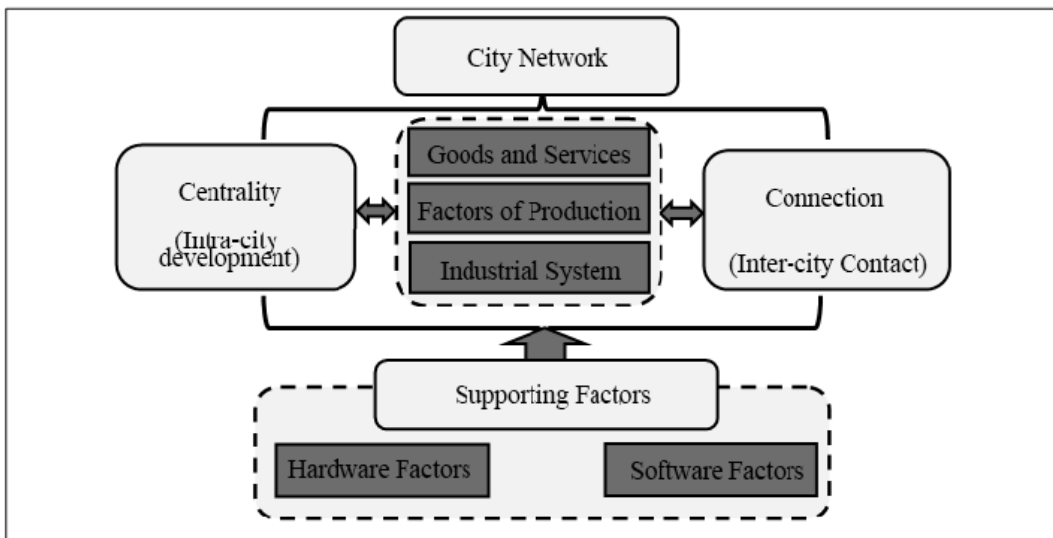 City Network
Goods and Services
Centrality
(Intra-city
development)
Factors of Production
Connection
(Inter-city Contact)
Industrial System
Supporting Factors
Hardware Factors
Software Factors